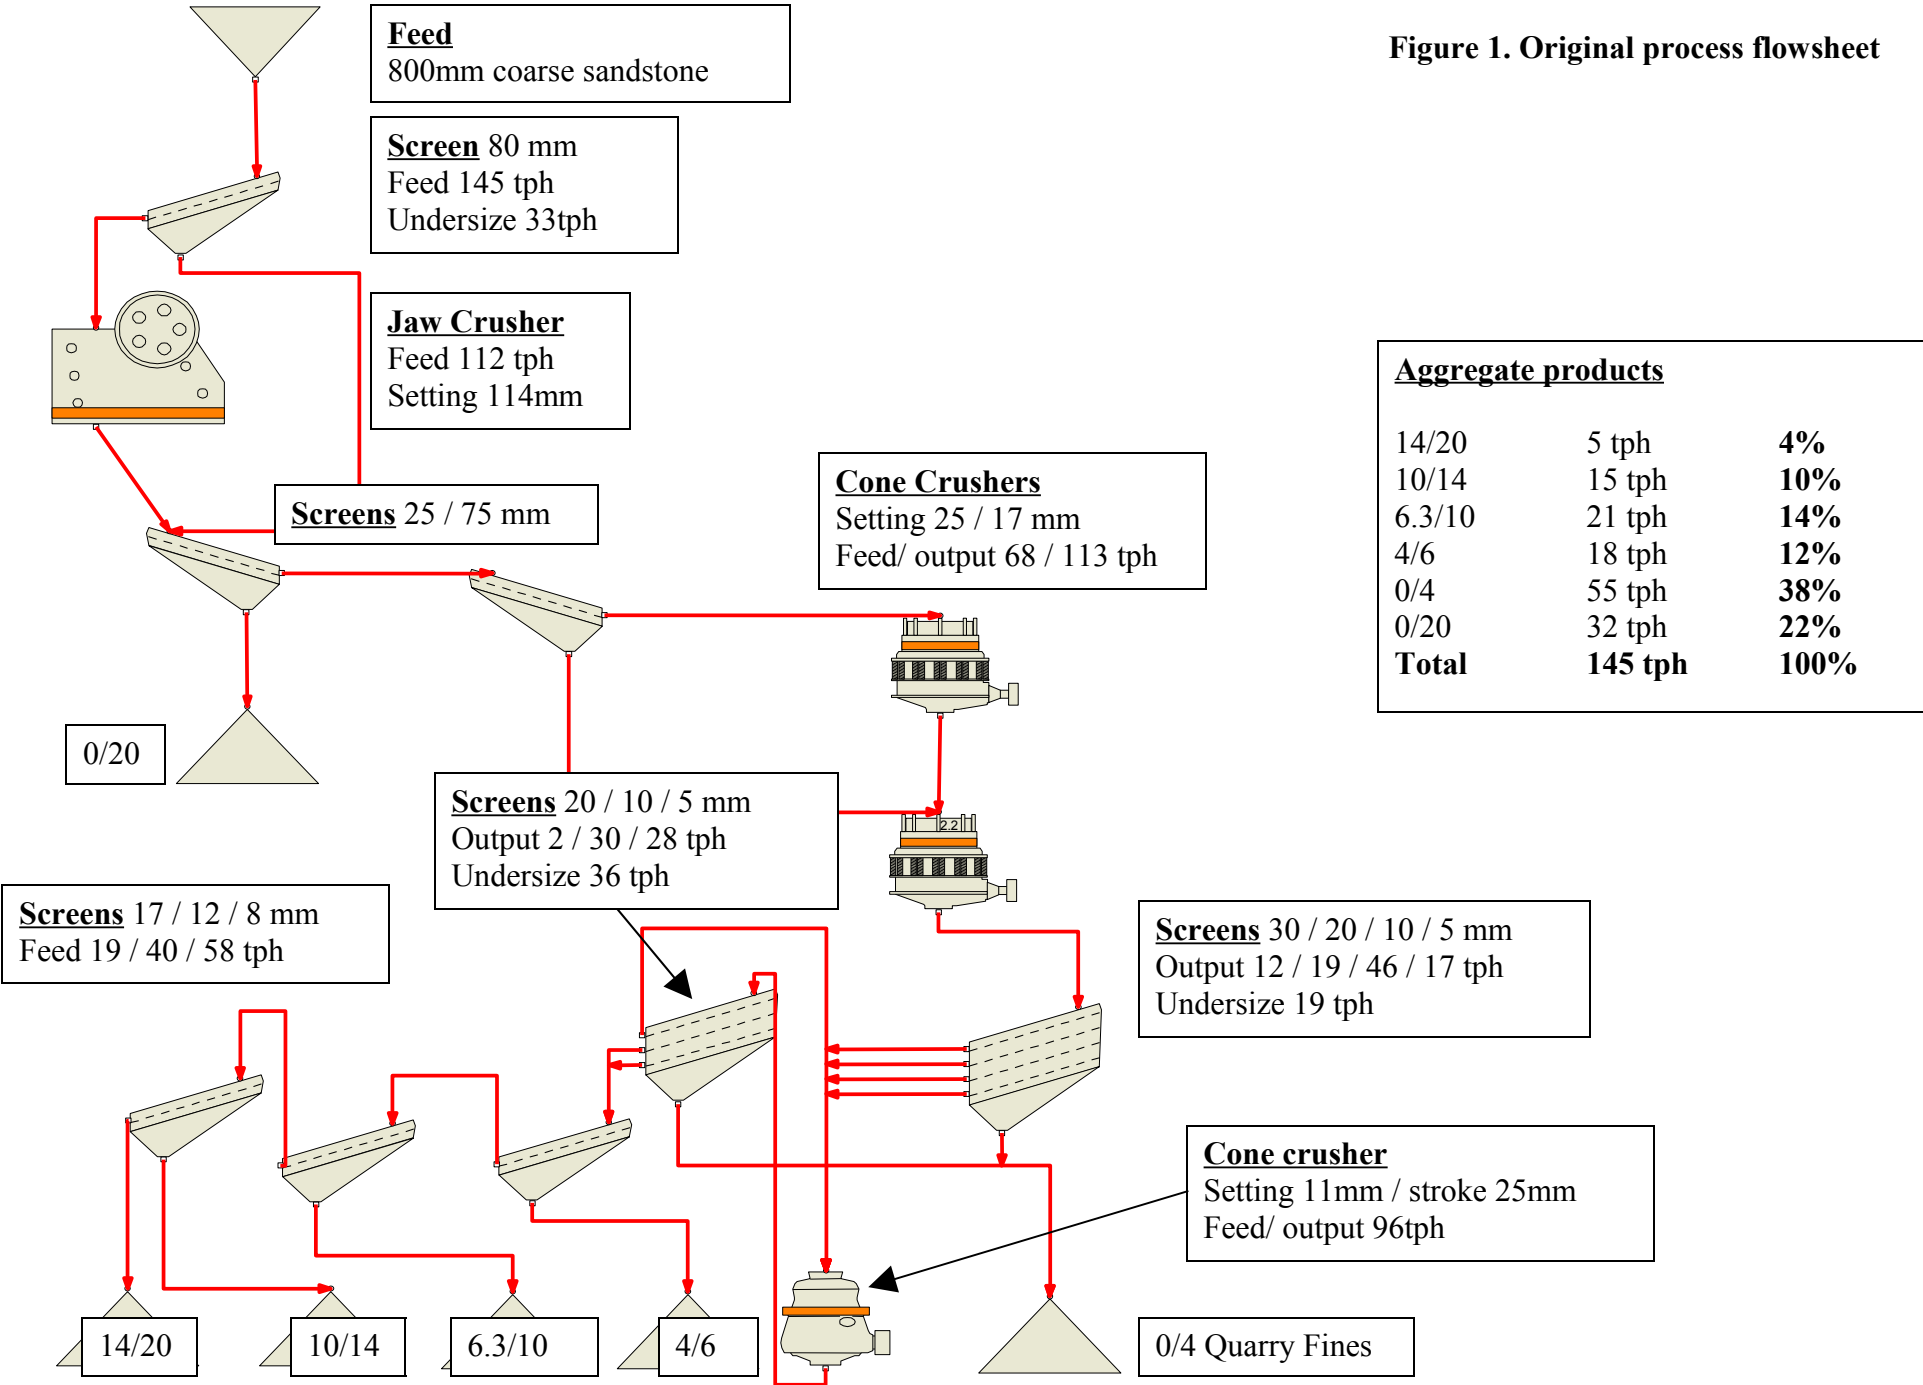 Figure 1. Original process flowsheet
Feed
800mm coarse sandstone
Screen 80 mm
Feed 145 tph
Undersize 33tph
Jaw Crusher
Feed 112 tph
Setting 114mm
Screens 25 / 75 mm
Cone Crushers
Setting 25 / 17 mm
Feed/ output 68 / 113 tph
Aggregate products
14/20 5 tph 4%
10/14 15 tph 10%
6.3/10 21 tph 14%
4/6 18 tph 12%
0/4 55 tph 38%
0/20 32 tph 22%
Total 145 tph 100%
0/20
Screens 20 / 10 / 5 mm
Output 2 / 30 / 28 tph
Undersize 36 tph
2.2
Screens 17 / 12 / 8 mm
Feed 19 / 40 / 58 tph
Screens 30 / 20 / 10 / 5 mm
Output 12 / 19 / 46 / 17 tph
Undersize 19 tph
Cone crusher
Setting 11mm / stroke 25mm
Feed/ output 96tph
14/20
10/14
6.3/10
4/6
0/4 Quarry Fines